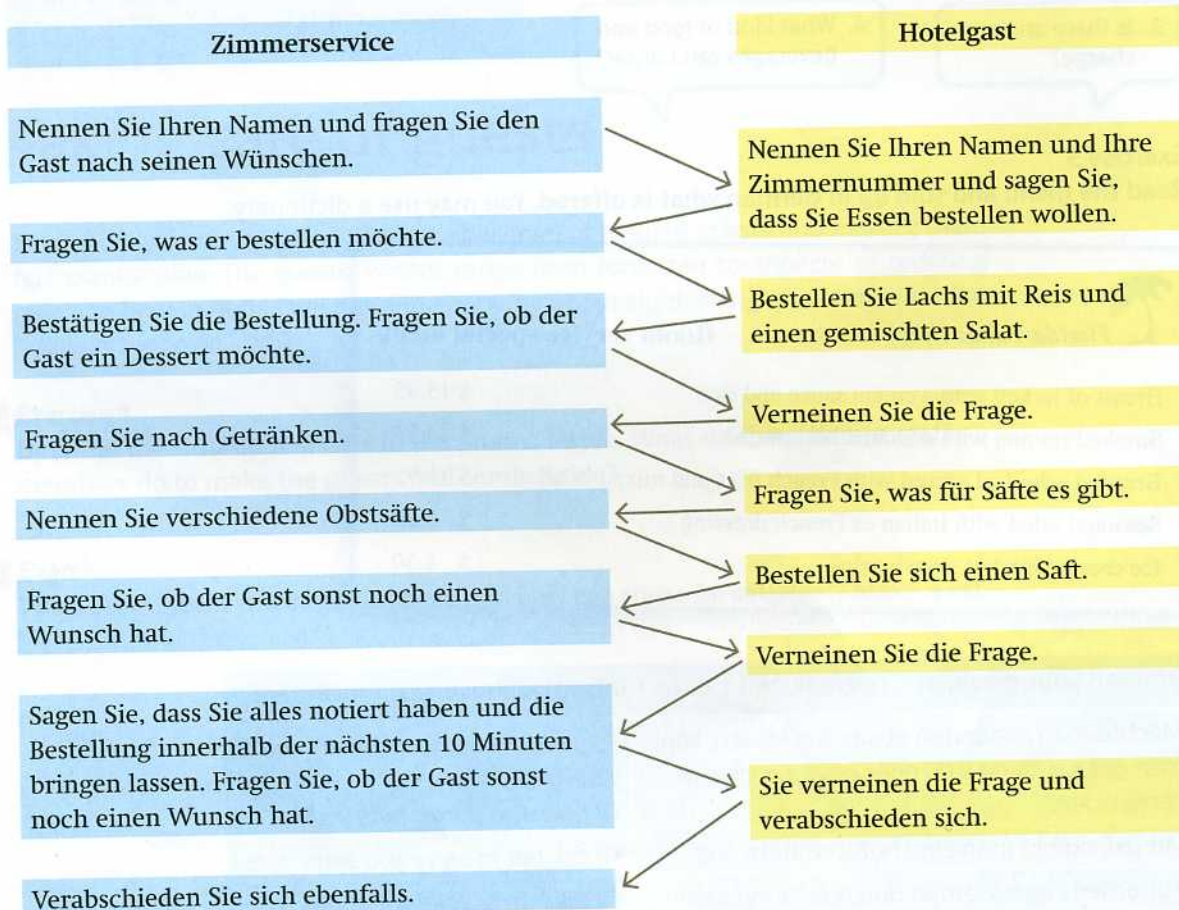 Zimmerservice
Hotelgast
Nennen Sie Ihren Namen und fragen Sie den
Gast nach seinen Wünschen.
Nennen Sie Ihren Namen und Ihre
Zimmernummer und sagen Sie,
dass Sie Essen bestellen wollen.
Fragen Sie, was er bestellen möchte.
Bestellen Sie Lachs mit Reis und
einen gemischten Salat.
Bestätigen Sie die Bestellung. Fragen Sie, ob der
Gast ein Dessert möchte.
Verneinen Sie die Frage.
Fragen Sie nach Getränken.
Fragen Sie, was für Säfte es gibt.
Nennen Sie verschiedene Obstsäfte.
Bestellen Sie sich einen Saft.
Fragen Sie, ob der Gast sonst noch einen
Wunsch hat.
Verneinen Sie die Frage.
Sagen Sie, dass Sie alles notiert haben und die
Bestellung innerhalb der nächsten 10 Minuten
bringen lassen. Fragen Sie, ob der Gast sonst
noch einen Wunsch hat.
Sie verneinen die Frage und
verabschieden sich.
Verabschieden Sie sich ebenfalls.